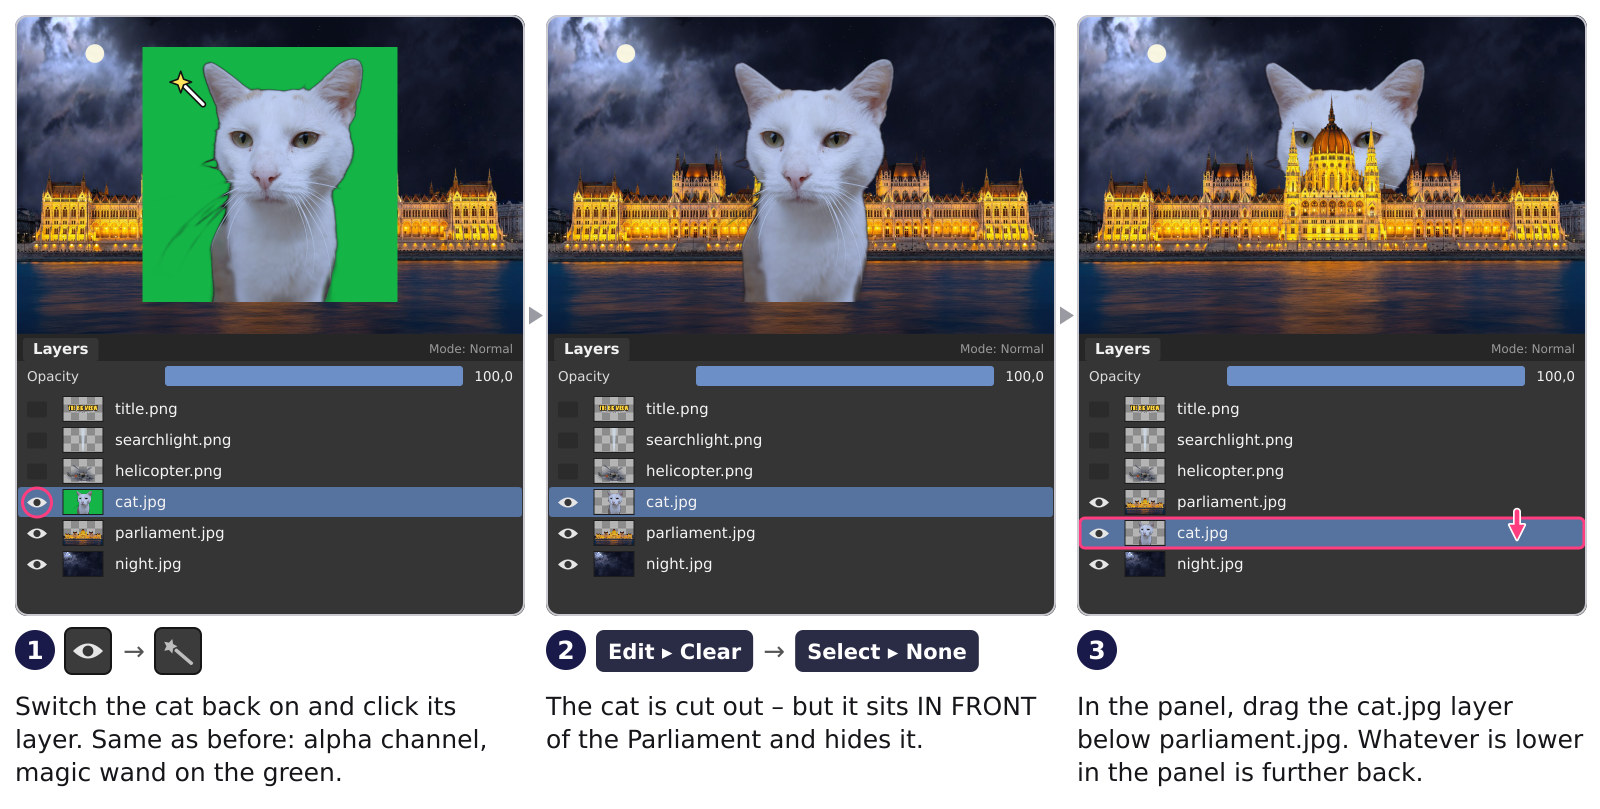 Layers
Mode: Normal
Opacity
100,0
title.png
searchlight.png
helicopter.png
cat.jpg
parliament.jpg
night.jpg
Layers
Mode: Normal
Opacity
100,0
title.png
searchlight.png
helicopter.png
cat.jpg
parliament.jpg
night.jpg
Layers
Mode: Normal
Opacity
100,0
title.png
searchlight.png
helicopter.png
parliament.jpg
cat.jpg
night.jpg
1 →
Switch the cat back on and click its
layer. Same as before: alpha channel,
magic wand on the green.
2 Edit ▸ Clear → Select ▸ None
The cat is cut out – but it sits IN FRONT
of the Parliament and hides it.
3
In the panel, drag the cat.jpg layer
below parliament.jpg. Whatever is lower
in the panel is further back.